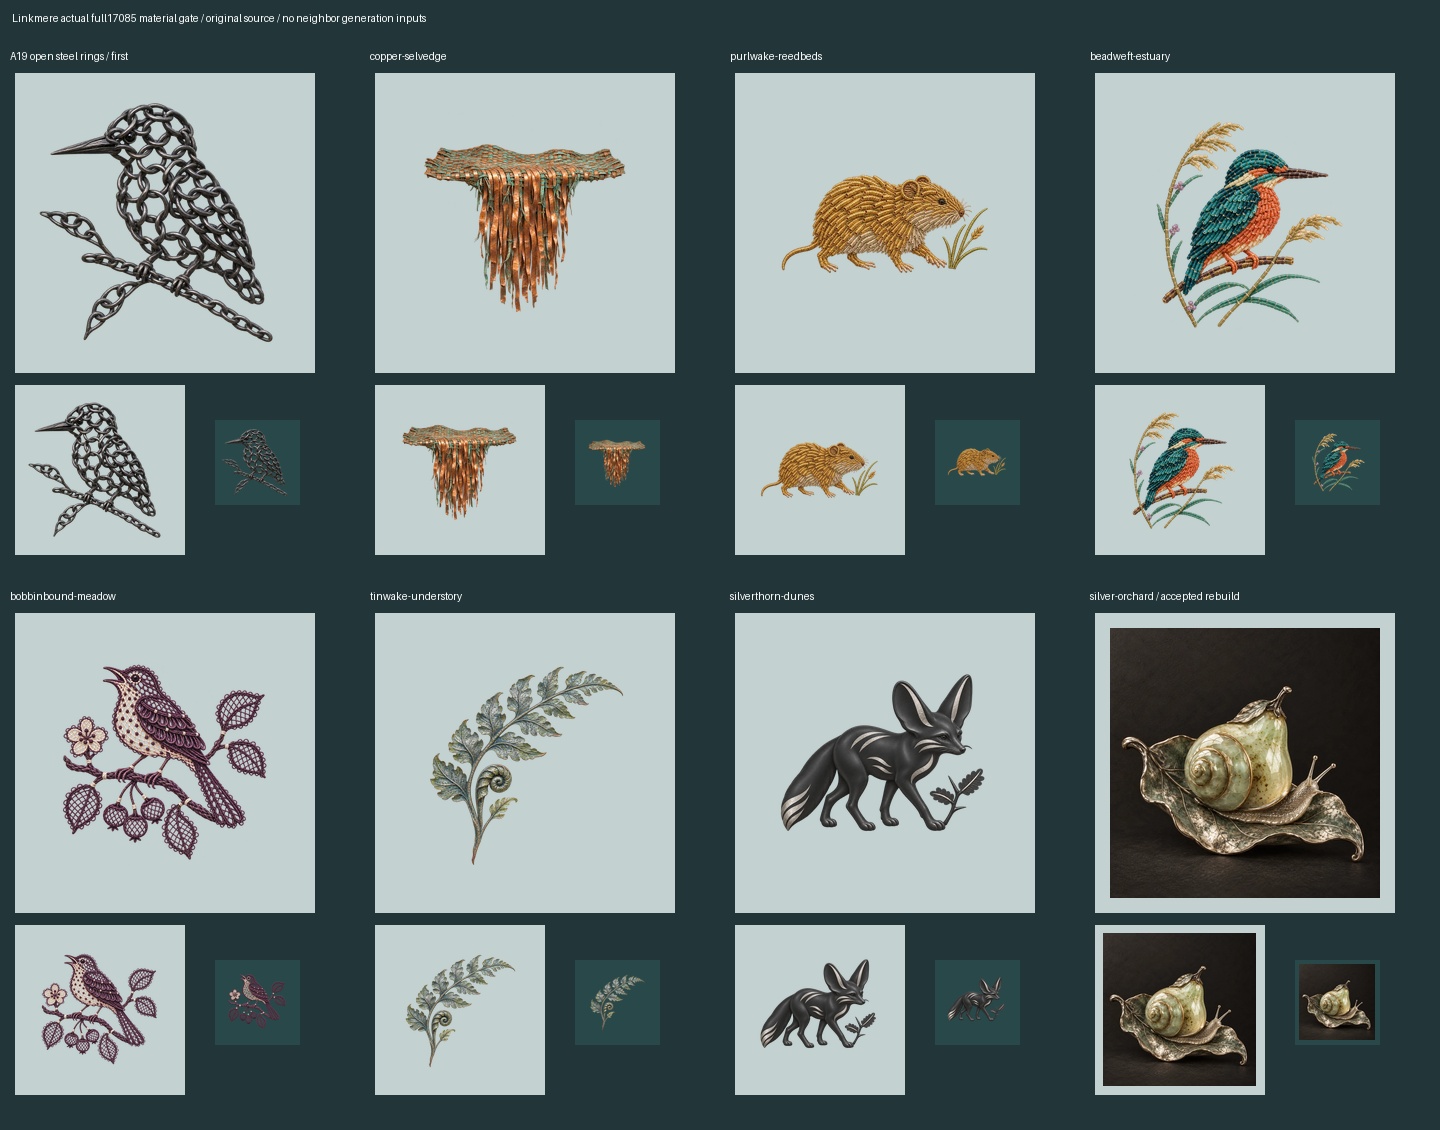 Linkmere actual full17085 material gate / original source / no neighbor generation inputs
A19 open steel rings / first
copper-selvedge
purlwake-reedbeds
beadweft-estuary
bobbinbound-meadow
tinwake-understory
silverthorn-dunes
silver-orchard / accepted rebuild